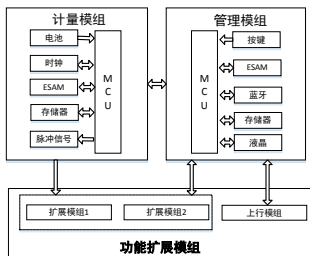 计量模组
电池
时钟
ESAM
存储器
脉冲信号
MCU
管理模组
MCU
按键
ESAM
蓝牙
存储器
液晶
扩展模组1
扩展模组2
上行模组
功能扩展模组